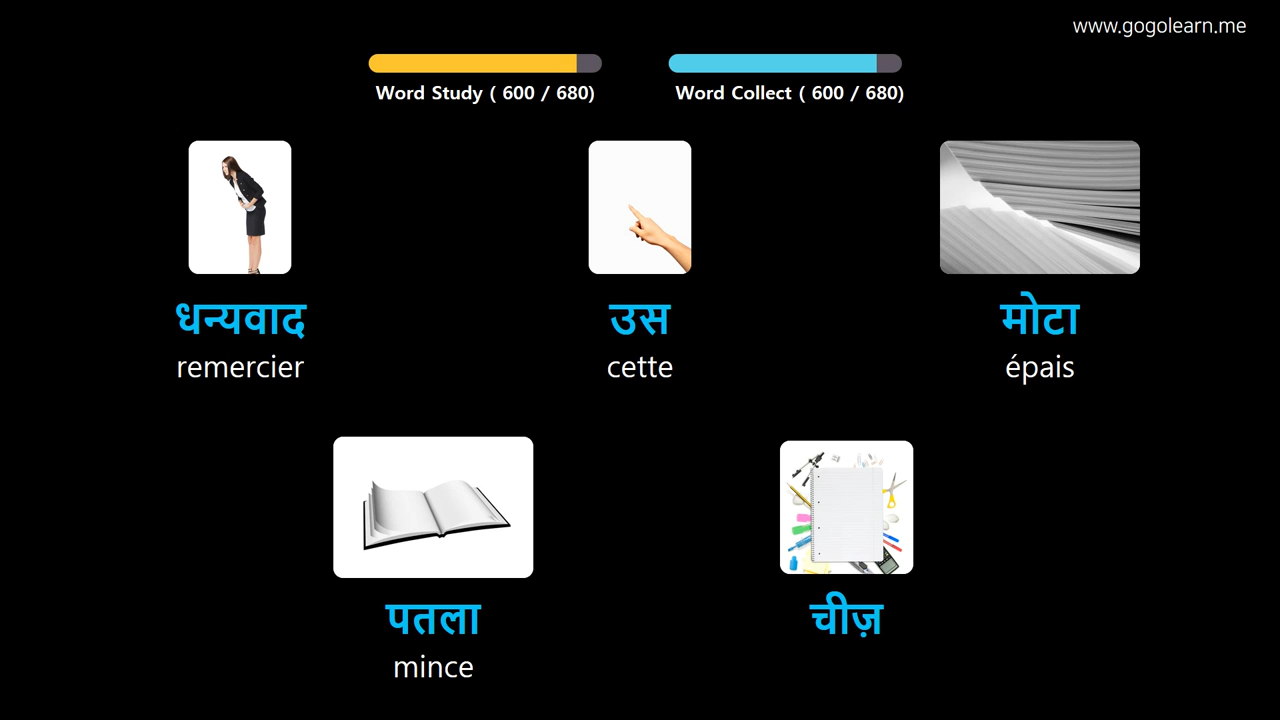 www.gogolearn.me
Word Study ( 600 / 680)
Word Collect ( 600 / 680)
धन्यवाद
remercier
उस
cette
मोटा
épais
पतला
mince
चीज़